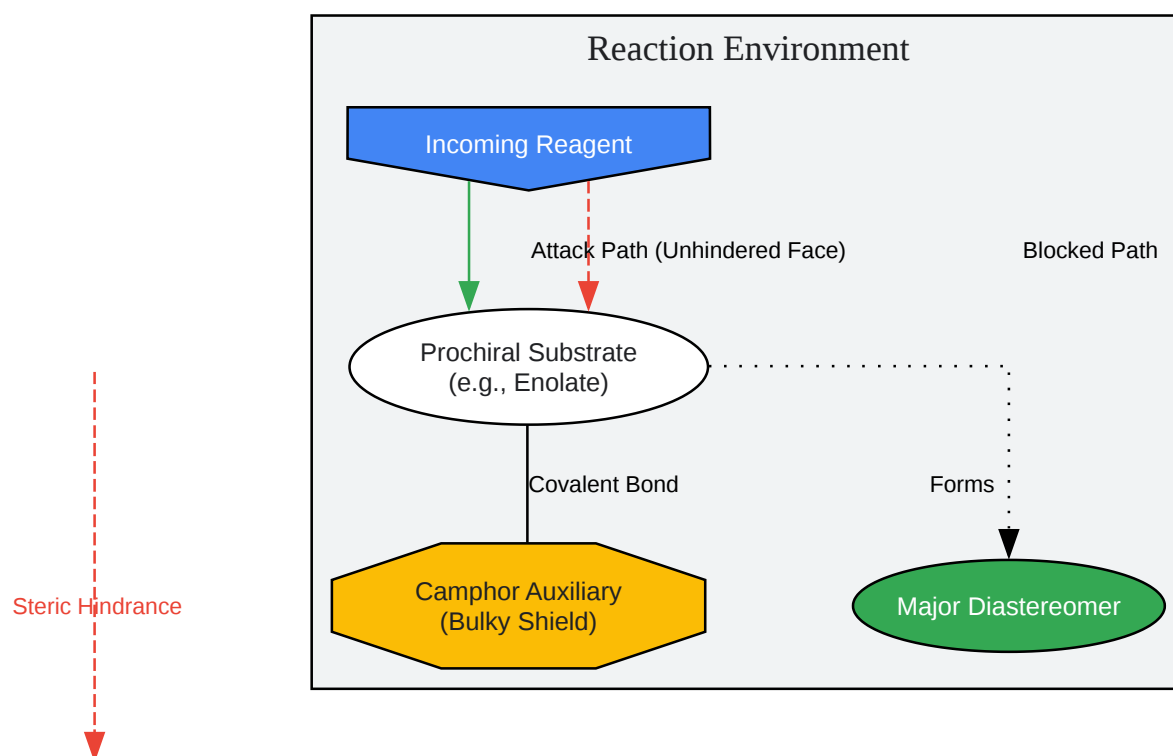 Reaction Environment
Incoming Reagent
Attack Path (Unhindered Face)
Blocked Path
Prochiral Substrate
(e.g., Enolate)
Covalent Bond
Forms
Camphor Auxiliary
(Bulky Shield)
Steric Hindrance
Major Diastereomer